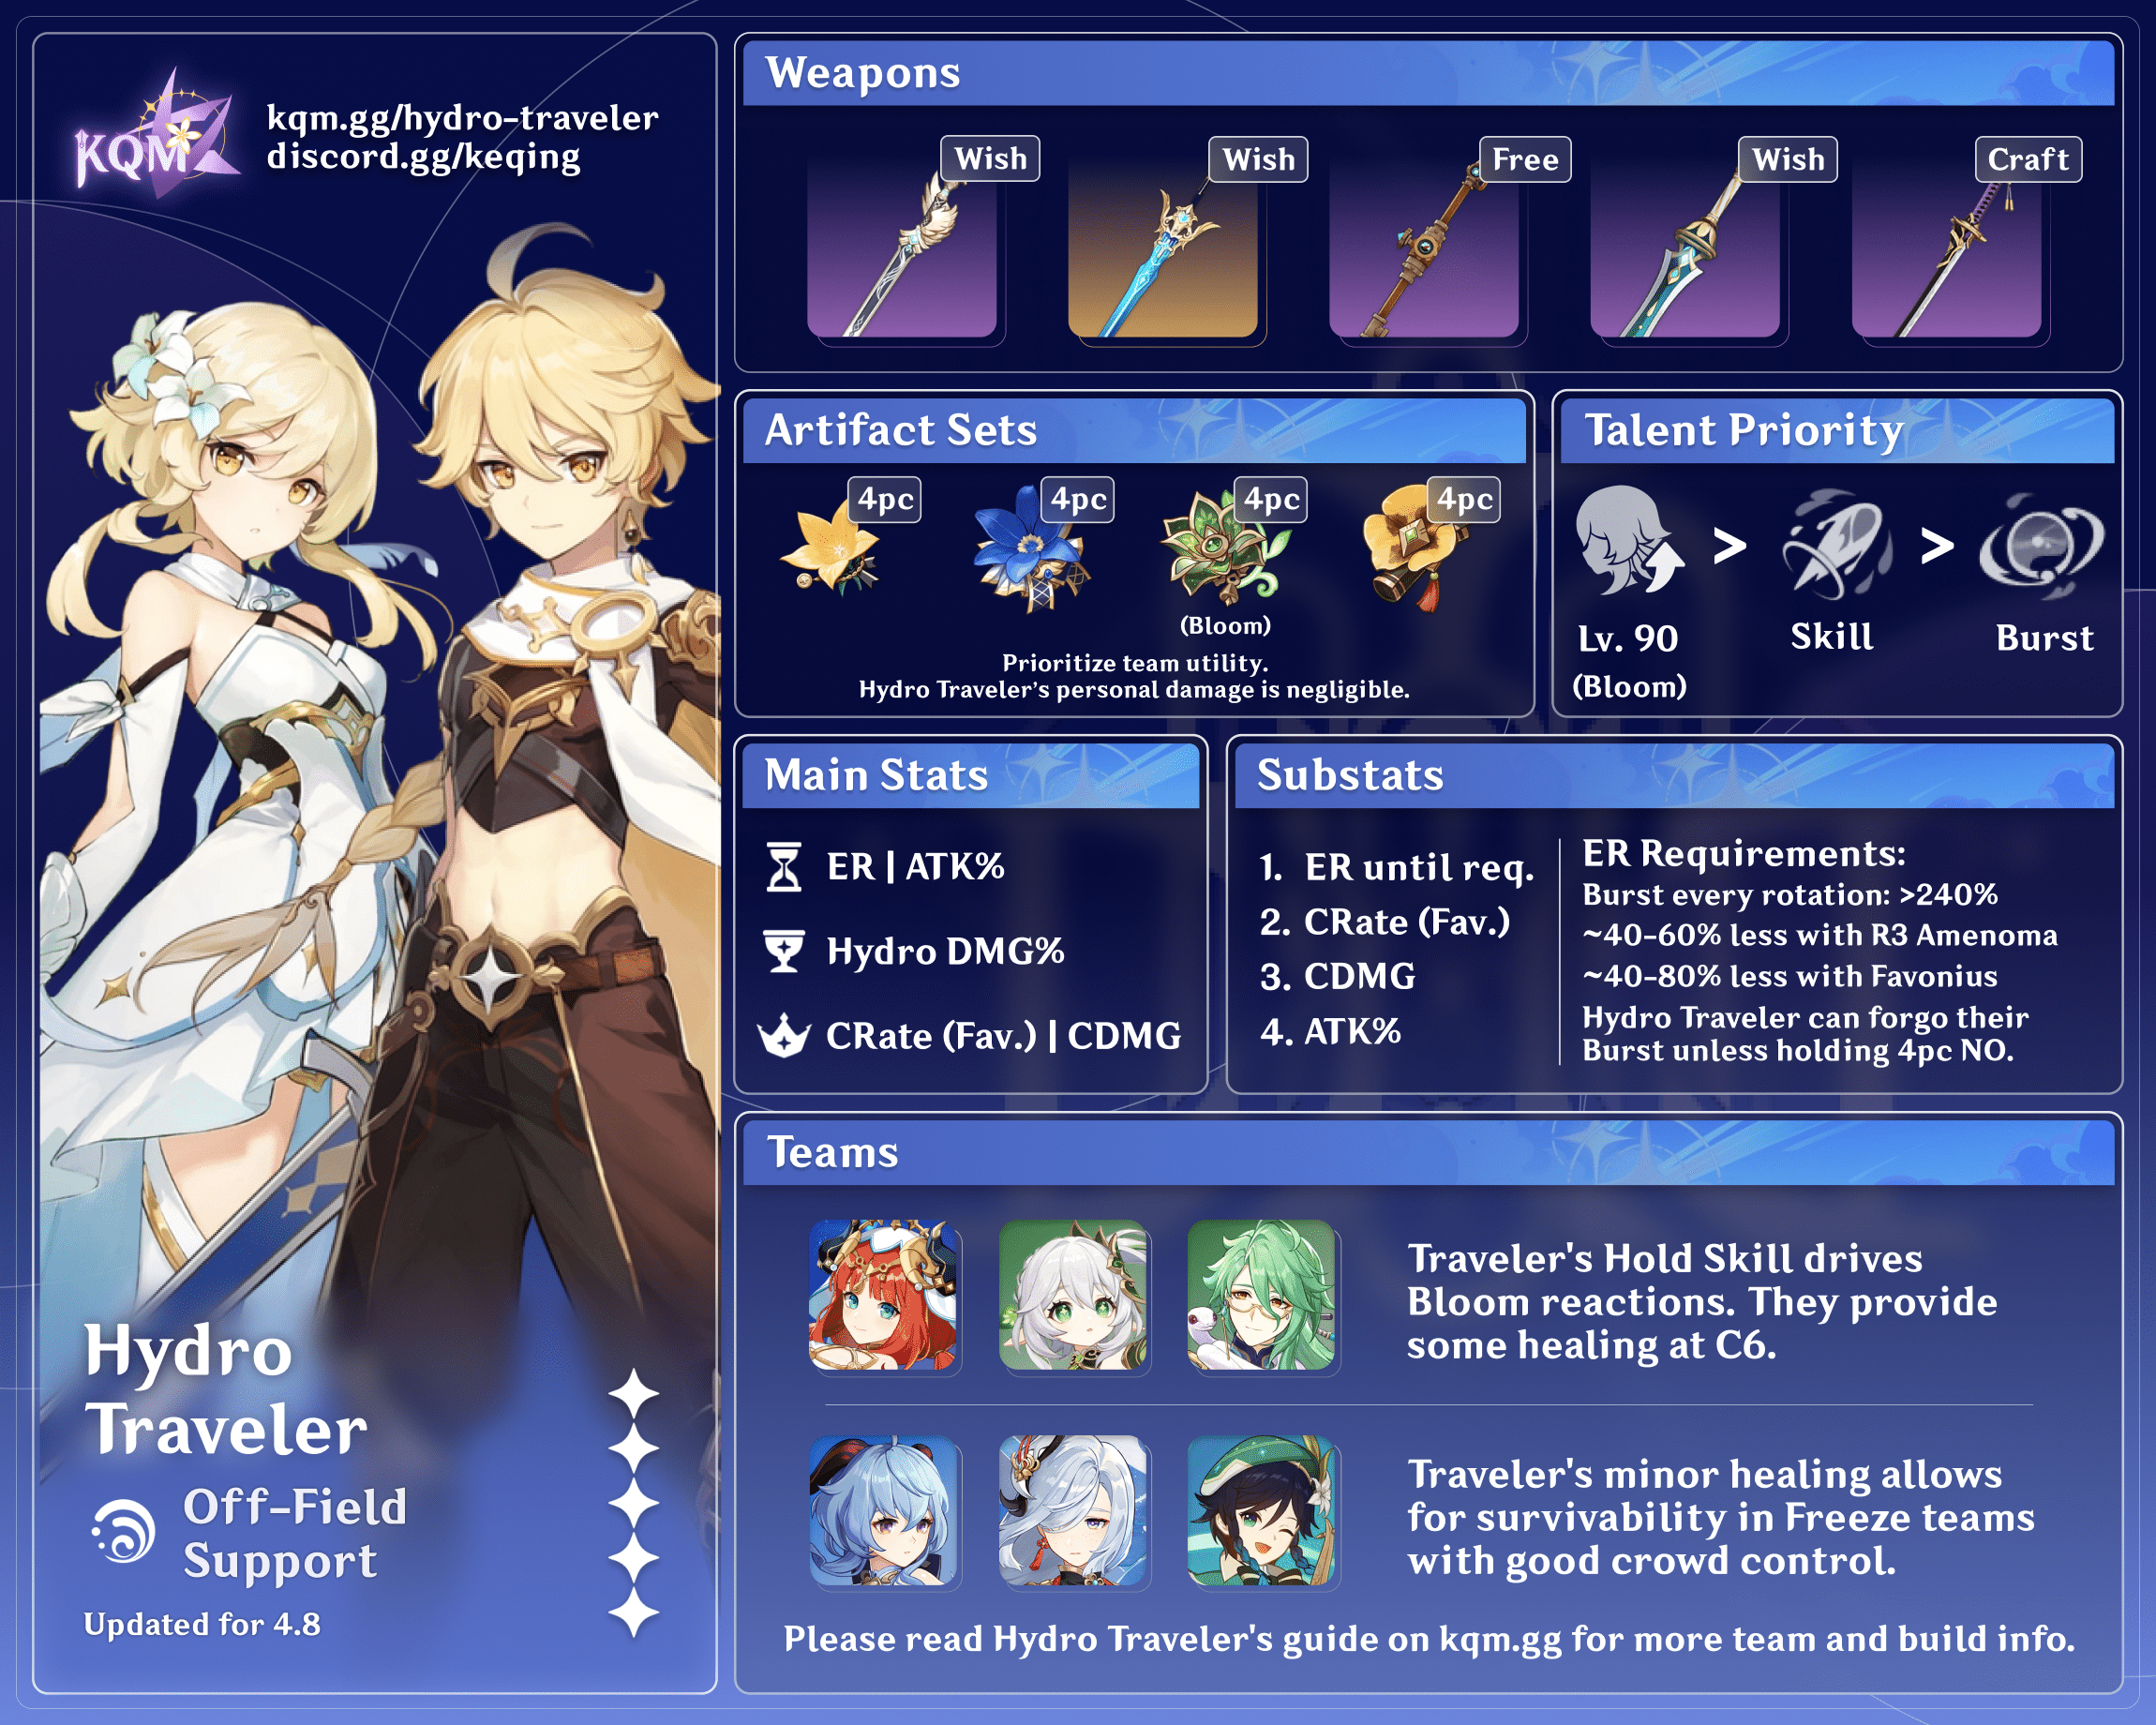 KQM
kqm.gg/hydro-traveler
discord.gg/keqing
Hydro
Traveler
Off-Field
Support
Updated for 4.8
Weapons
Wish
Wish
Free
Wish
Craft
Artifact Sets
4pc
4pc
4pc
4pc
(Bloom)
Prioritize team utility.
Hydro Traveler's personal damage is negligible.
Talent Priority
> >
Lv. 90
(Bloom)
Skill
Burst
Main Stats
ER | ATK%
Hydro DMG%
CRate (Fav.) | CDMG
Substats
1. ER until req.
2. CRate (Fav.)
3. CDMG
4. ATK%
ER Requirements:
Burst every rotation: >240%
~40-60% less with R3 Amenoma
~40-80% less with Favonius
Hydro Traveler can forgo their
Burst unless holding 4pc NO.
Teams
Traveler's Hold Skill drives
Bloom reactions. They provide
some healing at C6.
Traveler's minor healing allows
for survivability in Freeze teams
with good crowd control.
Please read Hydro Traveler's guide on kqm.gg for more team and build info.